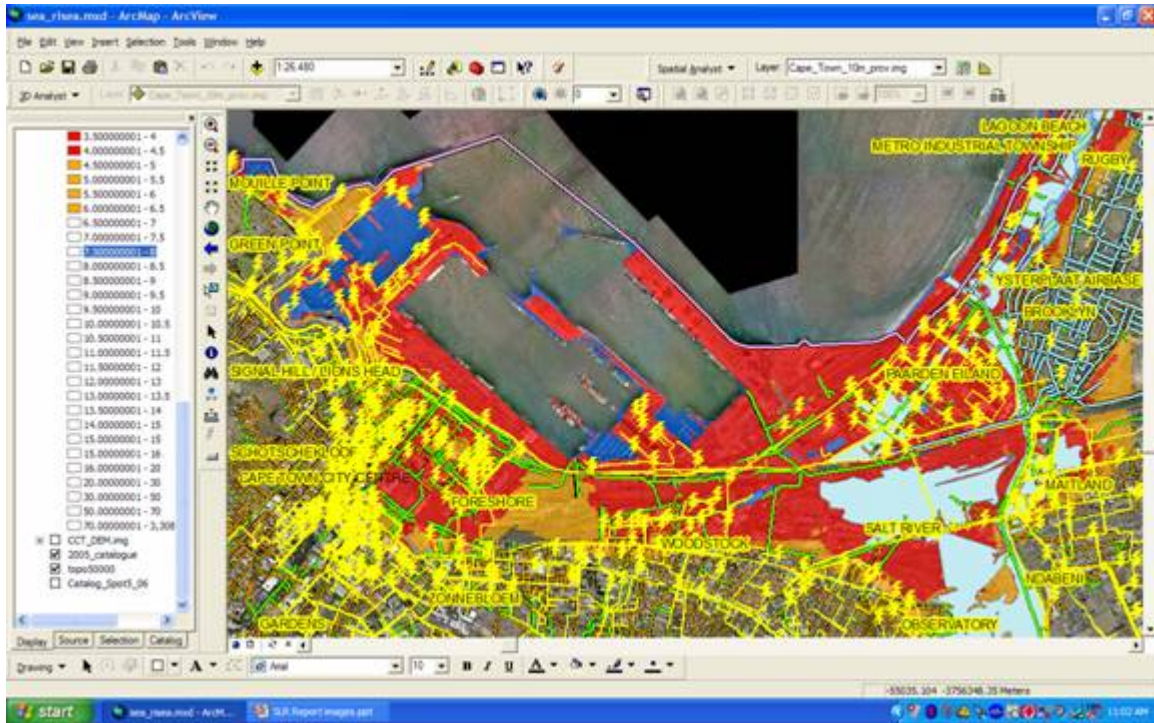 sea_risea.mxd - ArcMap - ArcView
File Edit View Insert Selection Tools Window Help
1:26,480
Spatial Analyst Layer: Cape_Town_10m_prov.img
3D Analyst Layer: Cape_Town_10m_prov.img
0
3.500000001 - 4
4.000000001 - 4.5
4.500000001 - 5
5.000000001 - 5.5
5.500000001 - 6
6.000000001 - 6.5
6.500000001 - 7
7.000000001 - 7.5
7.500000001 - 8
8.000000001 - 8.5
8.500000001 - 9
9.000000001 - 9.5
9.500000001 - 10
10.00000001 - 10.5
10.50000001 - 11
11.00000001 - 11.5
11.50000001 - 12
12.00000001 - 13
13.00000001 - 13.5
13.50000001 - 14
14.00000001 - 15
15.00000001 - 15
15.00000001 - 16
16.00000001 - 20
20.00000001 - 30
30.00000001 - 50
50.00000001 - 70
70.00000001 - 3,308
CCT_DEM.img
2005_catalogue
topo50000
Catalog_Spot5_06
Display Source Selection Catalog
LAGOON BEACH
METRO INDUSTRIAL TOWNSHIP
RUGBY
MOUILLE POINT
GREEN POINT
YSTERPLAAT AIRBASE
BROOKLYN
SIGNAL HILL / LIONS HEAD
PAARDEN EILAND
SCHOTSCHEKLOOF
CAPE TOWN CITY CENTRE
FORESHORE
MAITLAND
SALT RIVER
WOODSTOCK
NDABENI
ZONNEBLOEM
GARDENS
OBSERVATORY
Drawing Arial 10 B I U A
-55035.104 -3756348.35 Meters
start sea_risea.mxd - ArcM... SLR Report images.ppt 11:02 AM